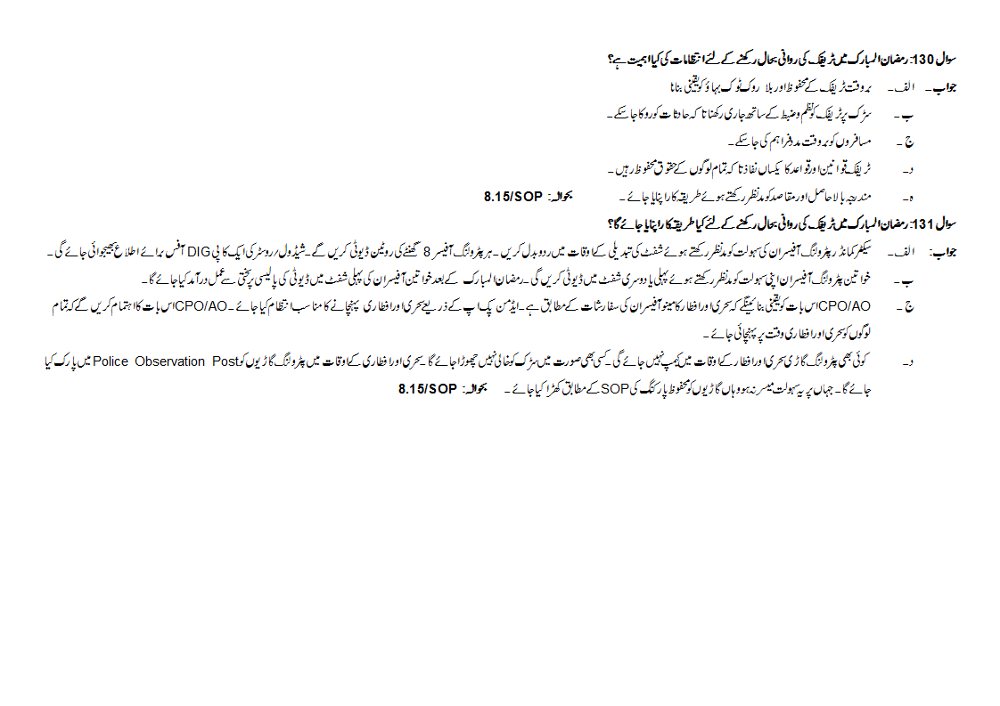 سوال 130: رمضان المبارک میں ٹریفک کی روانی بحال رکھنے کے لئے انتظامات کی کیا اہمیت ہے؟
جواب۔ الف۔ بروقت ٹریفک کے محفوظ اور بلا روک ٹوک بہاؤ کو یقینی بنانا
ب۔ سڑک پر ٹریفک کو نظم وضبط کے ساتھ جاری رکھنا تا کہ حادثات کو روکا جا سکے۔
ج۔ مسافروں کو بروقت مدد فراہم کی جا سکے۔
د۔ ٹریفک قوانین اور قواعد کا یکساں نفاذ تا کہ تمام لوگوں کے حقوق محفوظ رہیں۔
ہ۔ مندرجہ بالا حاصل اور مقاصد کو مدنظر رکھتے ہوئے طریقہ کار اپنایا جائے۔ بحوالہ: 8.15/SOP
سوال 131: رمضان المبارک میں ٹریفک کی روانی بحال رکھنے کے لئے کیا طریقہ کار اپنایا جائے گا؟
جواب: الف۔ سیکٹر کمانڈر پٹرولنگ آفیسران کی سہولت کو مدنظر رکھتے ہوئے شفٹ کی تبدیلی کے اوقات میں ردوبدل کریں۔ ہر پٹرولنگ آفیسر 8 گھنٹے کی روٹین ڈیوٹی کریں گے۔ شیڈول/روسٹر کی ایک کاپی DIG آفس برائے اطلاع بھیجوائی جائے گی۔
ب۔ خواتین پٹرولنگ آفیسران اپنی سہولت کو مدنظر رکھتے ہوئے پہلی یا دوسری شفٹ میں ڈیوٹی کریں گی۔ رمضان المبارک کے بعد خواتین آفیسران کی پہلی شفٹ میں ڈیوٹی کی پالیسی پر سختی سے عمل درآمد کیا جائے گا۔
ج۔ CPO/AO اس بات کو یقینی بنائینگے کہ سحری اور افطار کا مینو آفیسران کی سفارشات کے مطابق ہے۔ ایڈمن پک اپ کے ذریعے سحری اور افطاری پہنچانے کا مناسب انتظام کیا جائے۔ CPO/AO اس بات کا اہتمام کریں گے کہ تمام
لوگوں کو سحری اور افطاری وقت پر پہنچائی جائے۔
د۔ کوئی بھی پٹرولنگ گاڑی سحری اور افطار کے اوقات میں کیمپ نہیں جائے گی۔ کسی بھی صورت میں سڑک کو خالی نہیں چھوڑا جائے گا۔ سحری اور افطاری کے اوقات میں پٹرولنگ گاڑیوں کو Police Observation Post میں پارک کیا
جائے گا۔ جہاں پر یہ سہولت میسر نہ ہو وہاں گاڑیوں کو محفوظ پارکنگ کی SOP کے مطابق کھڑا کیا جائے۔ بحوالہ: 8.15/SOP